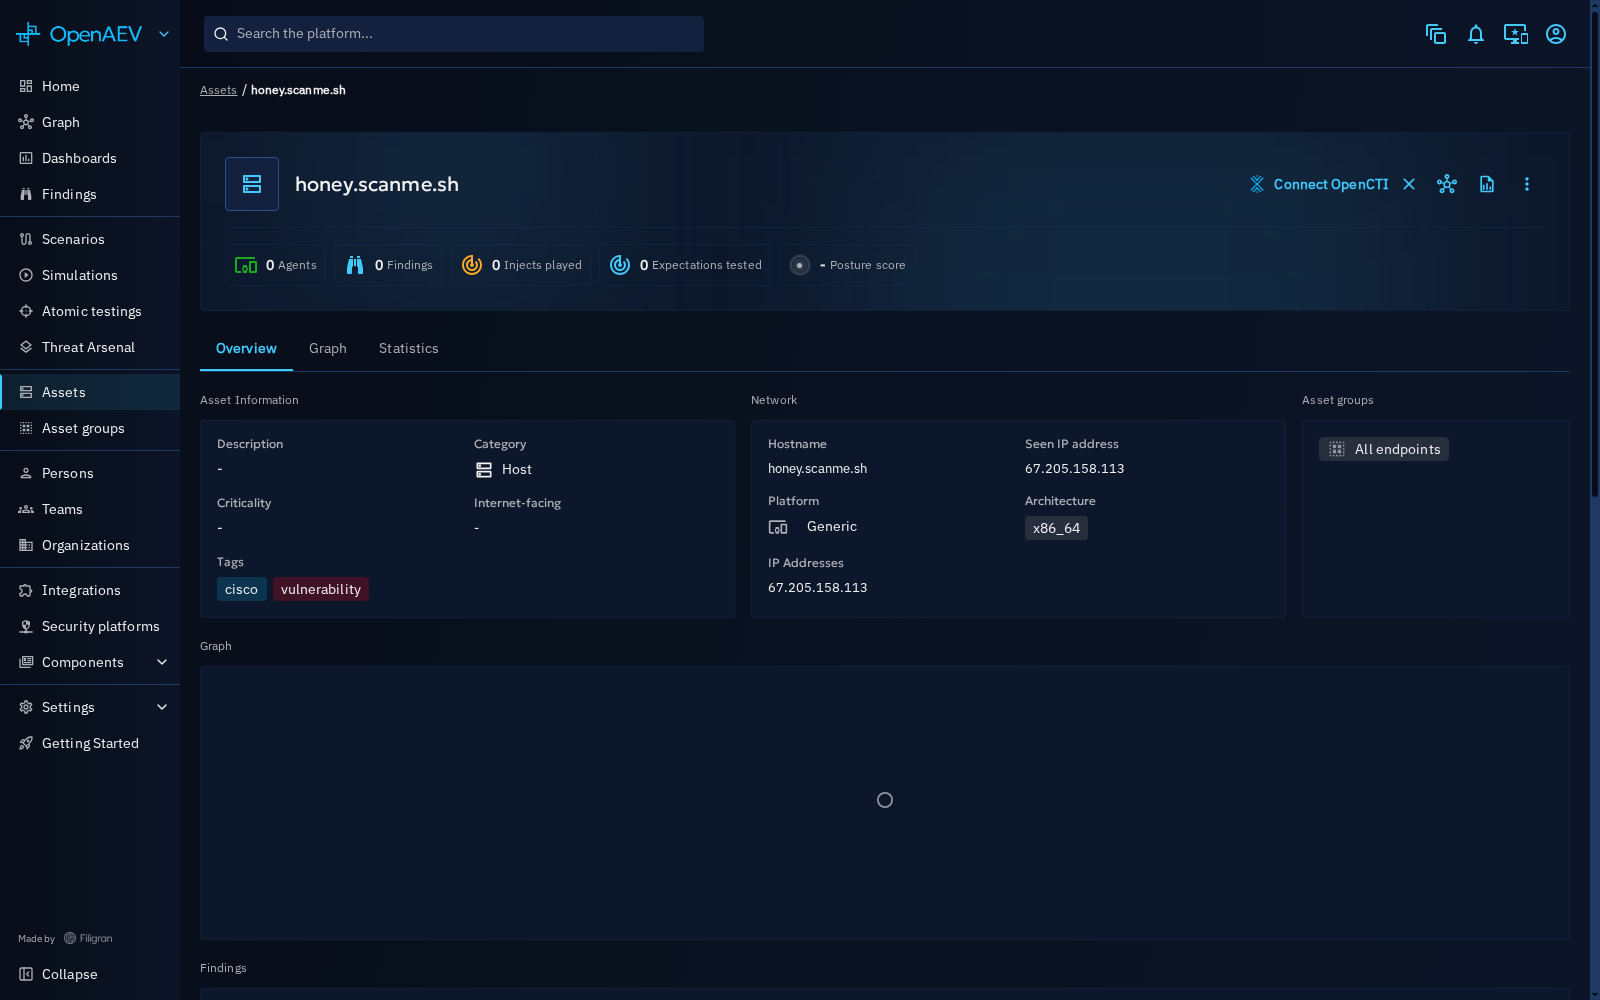 OpenAEV
Search the platform...
Home
Graph
Dashboards
Findings
Scenarios
Simulations
Atomic testings
Threat Arsenal
Assets
Asset groups
Persons
Teams
Organizations
Integrations
Security platforms
Components
Settings
Getting Started
Made by Filigran
Collapse
Assets / honey.scanme.sh
honey.scanme.sh
Connect OpenCTI
0 Agents
0 Findings
0 Injects played
0 Expectations tested
- Posture score
Overview
Graph
Statistics
Asset Information
Description
-
Category
Host
Criticality
-
Internet-facing
-
Tags
cisco
vulnerability
Network
Hostname
honey.scanme.sh
Seen IP address
67.205.158.113
Platform
Generic
Architecture
x86_64
IP Addresses
67.205.158.113
Asset groups
All endpoints
Graph
Findings